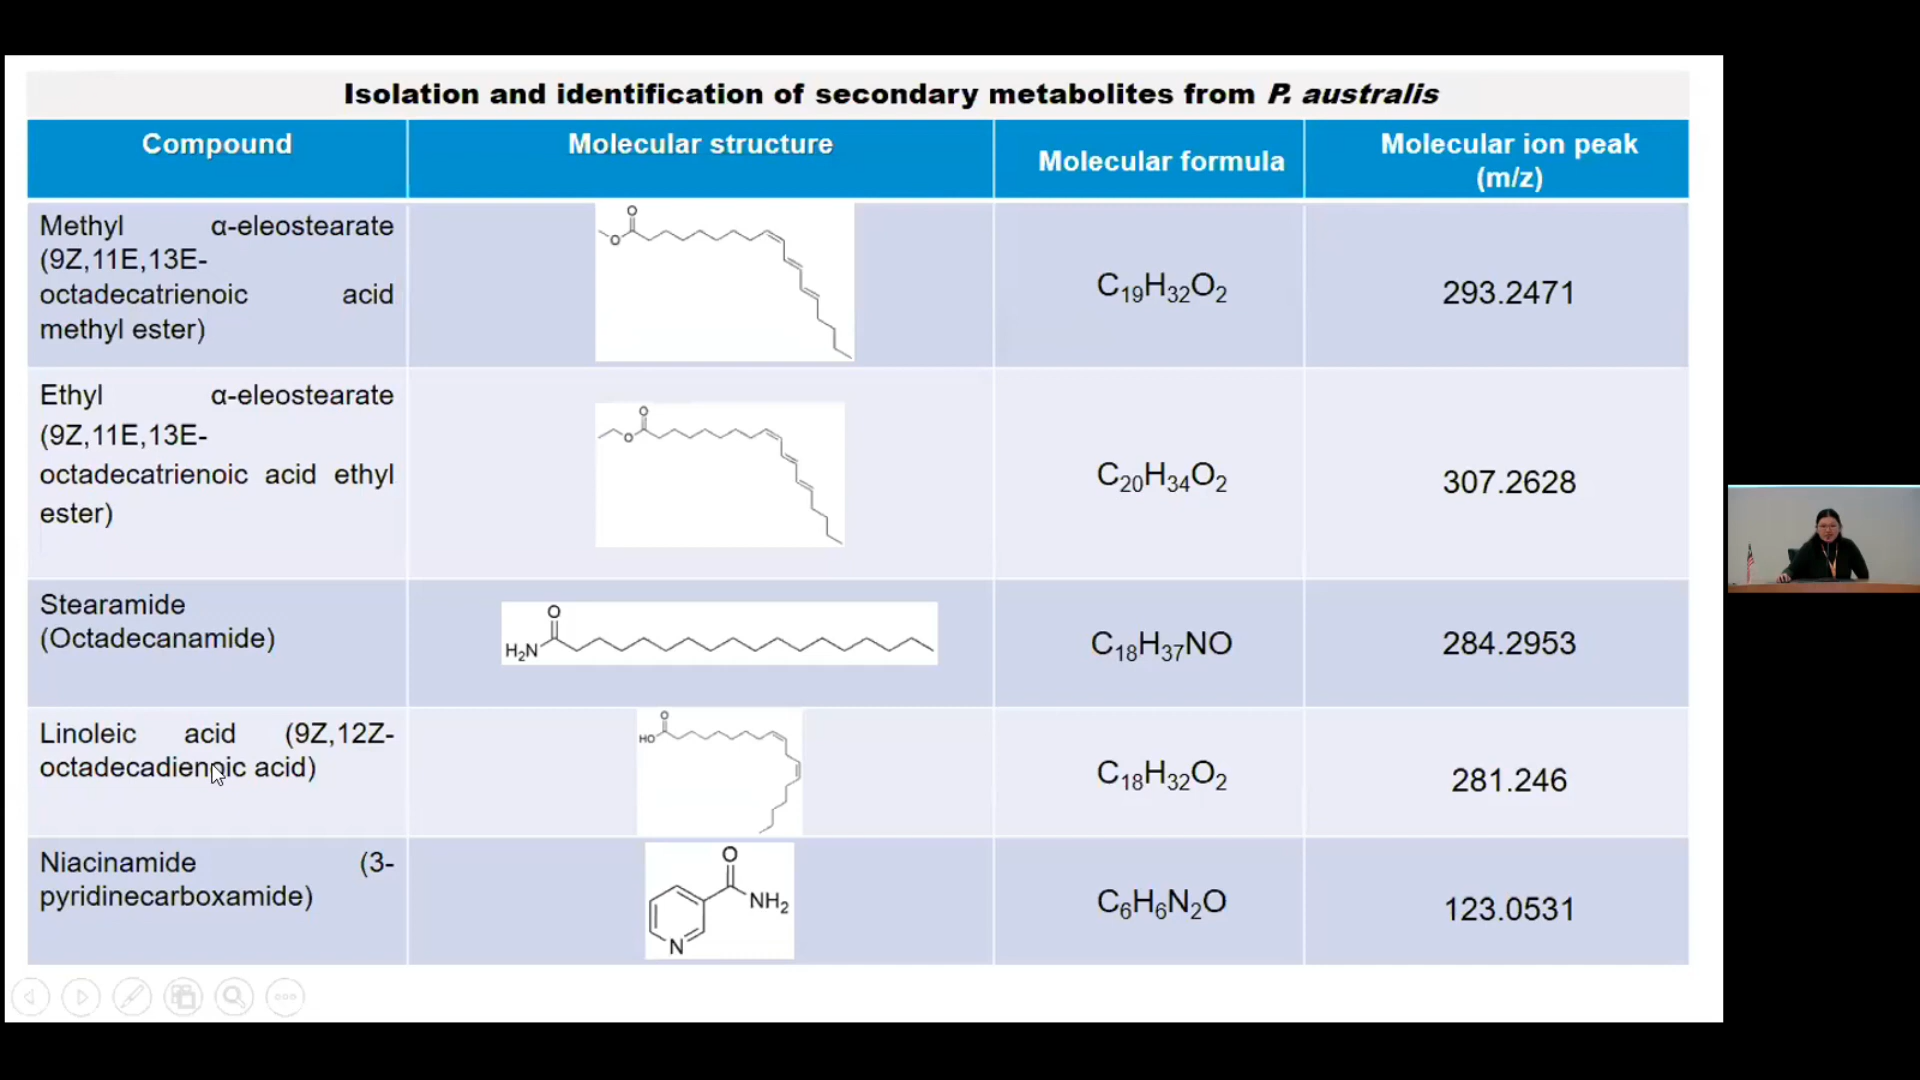 Isolation and identification of secondary metabolites from P. australis
Compound
Molecular structure
Molecular formula
Molecular ion peak
(m/z)
Methyl α-eleostearate
(9Z,11E,13E-
octadecatrienoic acid
methyl ester)
O
O
C19H32O2
293.2471
Ethyl α-eleostearate
(9Z,11E,13E-
octadecatrienoic acid ethyl
ester)
O
O
C20H34O2
307.2628
Stearamide
(Octadecanamide)
O
H2N
C18H37NO
284.2953
Linoleic acid (9Z,12Z-
octadecadienoic acid)
O
HO
C18H32O2
281.246
Niacinamide (3-
pyridinecarboxamide)
O
NH2
N
C6H6N2O
123.0531